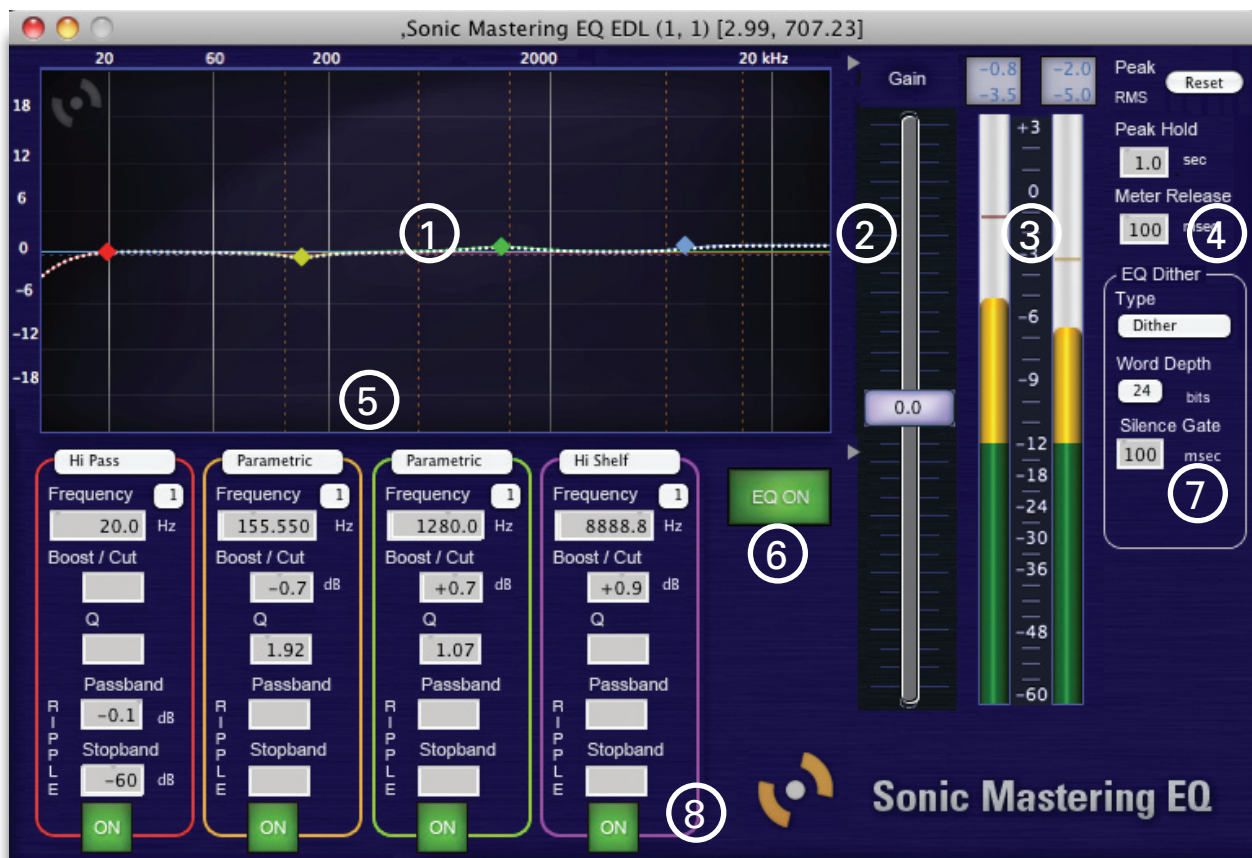 ,Sonic Mastering EQ EDL (1, 1) [2.99, 707.23]
20 60 200 2000 20 kHz
18
12
6
0
−6
−12
−18
1
5
Gain
2
0.0
−0.8 −2.0
−3.5 −5.0
Peak
RMS
Reset
+3
0
3
−3
−6
−9
−12
−18
−24
−30
−36
−48
−60
Peak Hold
1.0 sec
Meter Release
100 msec
4
EQ Dither
Type
Dither
Word Depth
24 bits
Silence Gate
100 msec
7
Hi Pass
Frequency 1
20.0 Hz
Boost / Cut
Q
Passband
−0.1 dB
Stopband
−60 dB
RIPPLE
ON
Parametric
Frequency 1
155.550 Hz
Boost / Cut
−0.7 dB
Q
1.92
Passband
Stopband
RIPPLE
ON
Parametric
Frequency 1
1280.0 Hz
Boost / Cut
+0.7 dB
Q
1.07
Passband
Stopband
RIPPLE
ON
Hi Shelf
Frequency 1
8888.8 Hz
Boost / Cut
+0.9 dB
Q
Passband
Stopband
RIPPLE
ON
8
EQ ON
6
Sonic Mastering EQ